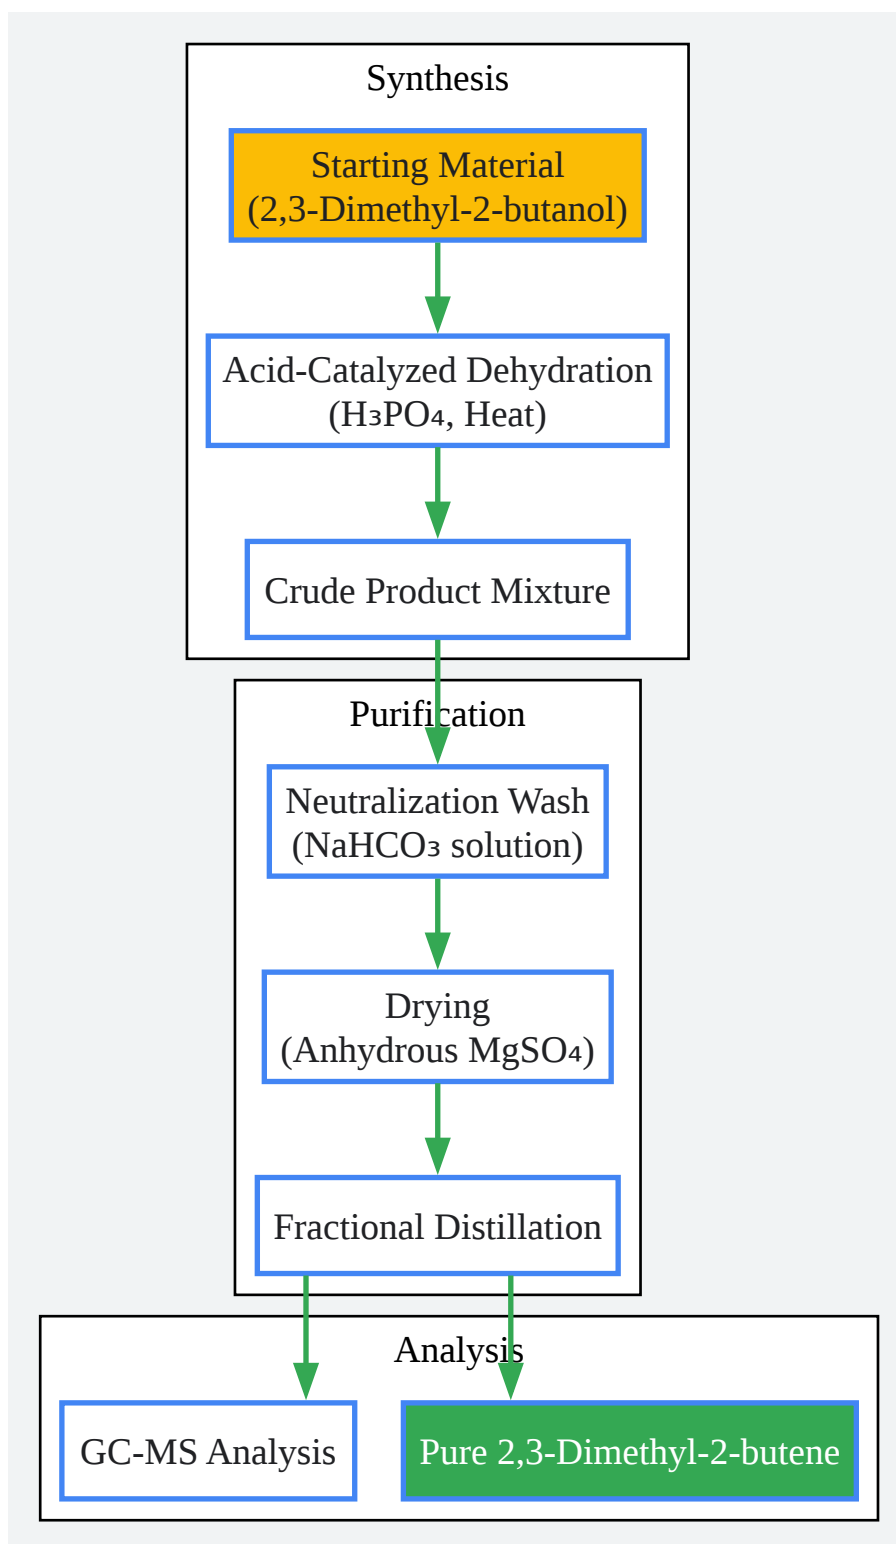 Synthesis
Starting Material
(2,3-Dimethyl-2-butanol)
Acid-Catalyzed Dehydration
(H₃PO₄, Heat)
Crude Product Mixture
Purification
Neutralization Wash
(NaHCO₃ solution)
Drying
(Anhydrous MgSO₄)
Fractional Distillation
Analysis
GC-MS Analysis
Pure 2,3-Dimethyl-2-butene